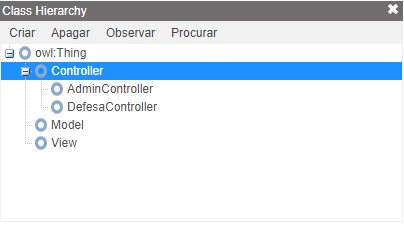 Class Hierarchy
Criar Apagar Observar Procurar
owl:Thing
Controller
AdminController
DefesaController
Model
View